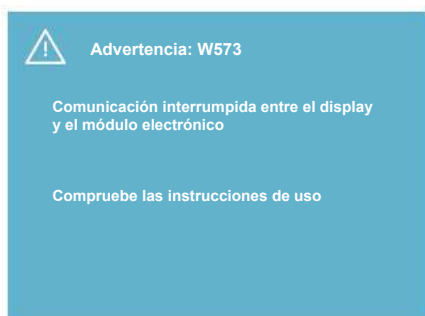 Advertencia: W573
Comunicación interrumpida entre el display
y el módulo electrónico
Compruebe las instrucciones de uso